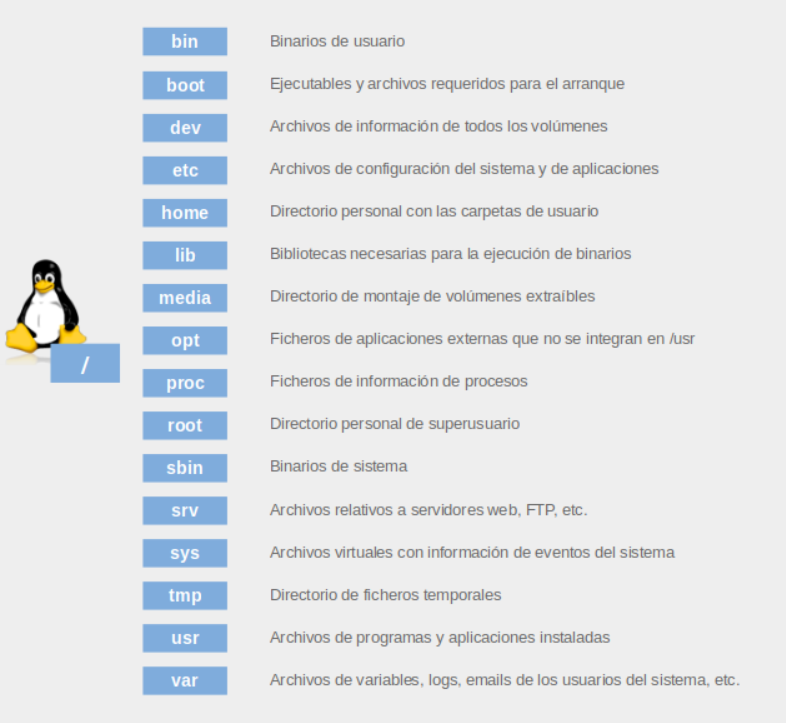 bin Binarios de usuario
boot Ejecutables y archivos requeridos para el arranque
dev Archivos de información de todos los volúmenes
etc Archivos de configuración del sistema y de aplicaciones
home Directorio personal con las carpetas de usuario
lib Bibliotecas necesarias para la ejecución de binarios
media Directorio de montaje de volúmenes extraíbles
opt Ficheros de aplicaciones externas que no se integran en /usr
/
proc Ficheros de información de procesos
root Directorio personal de superusuario
sbin Binarios de sistema
srv Archivos relativos a servidores web, FTP, etc.
sys Archivos virtuales con información de eventos del sistema
tmp Directorio de ficheros temporales
usr Archivos de programas y aplicaciones instaladas
var Archivos de variables, logs, emails de los usuarios del sistema, etc.